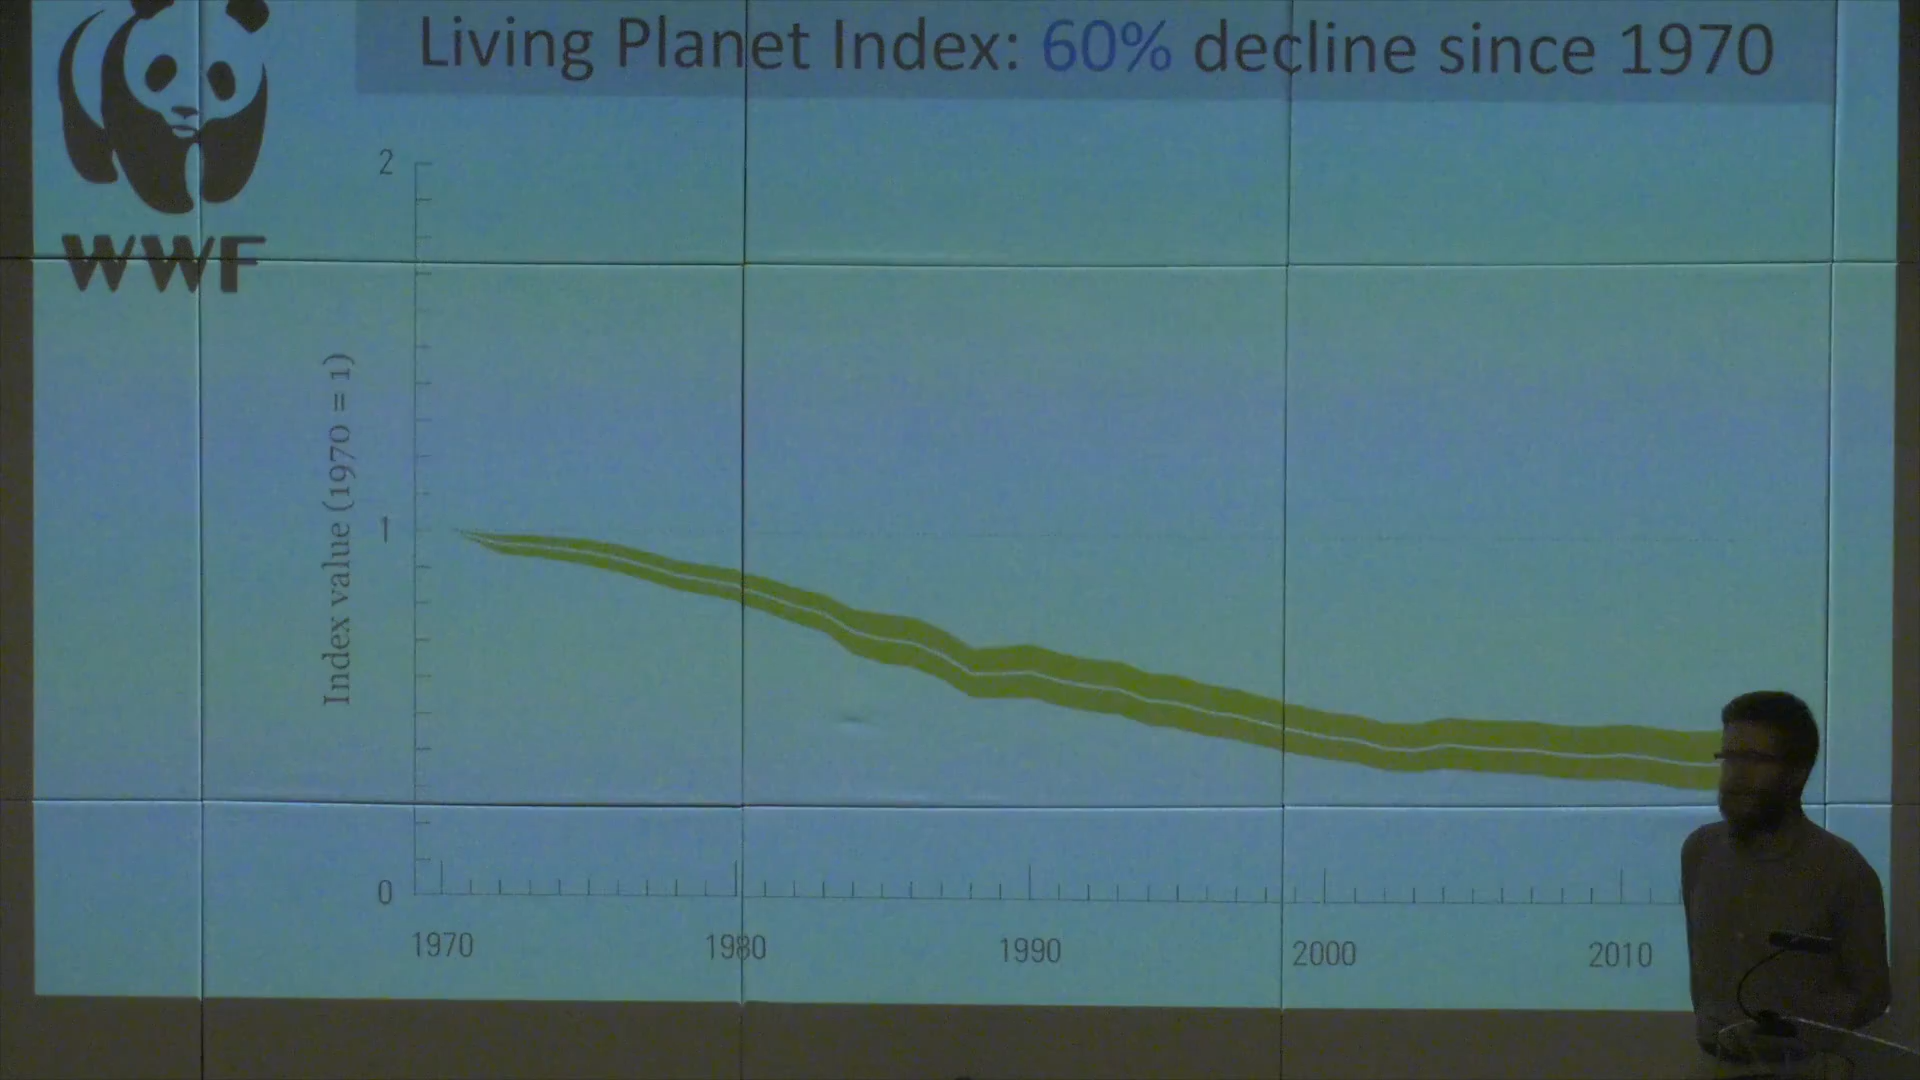 Living Planet Index: 60% decline since 1970
WWF
Index value (1970 = 1)
2
1
0
1970 1980 1990 2000 2010